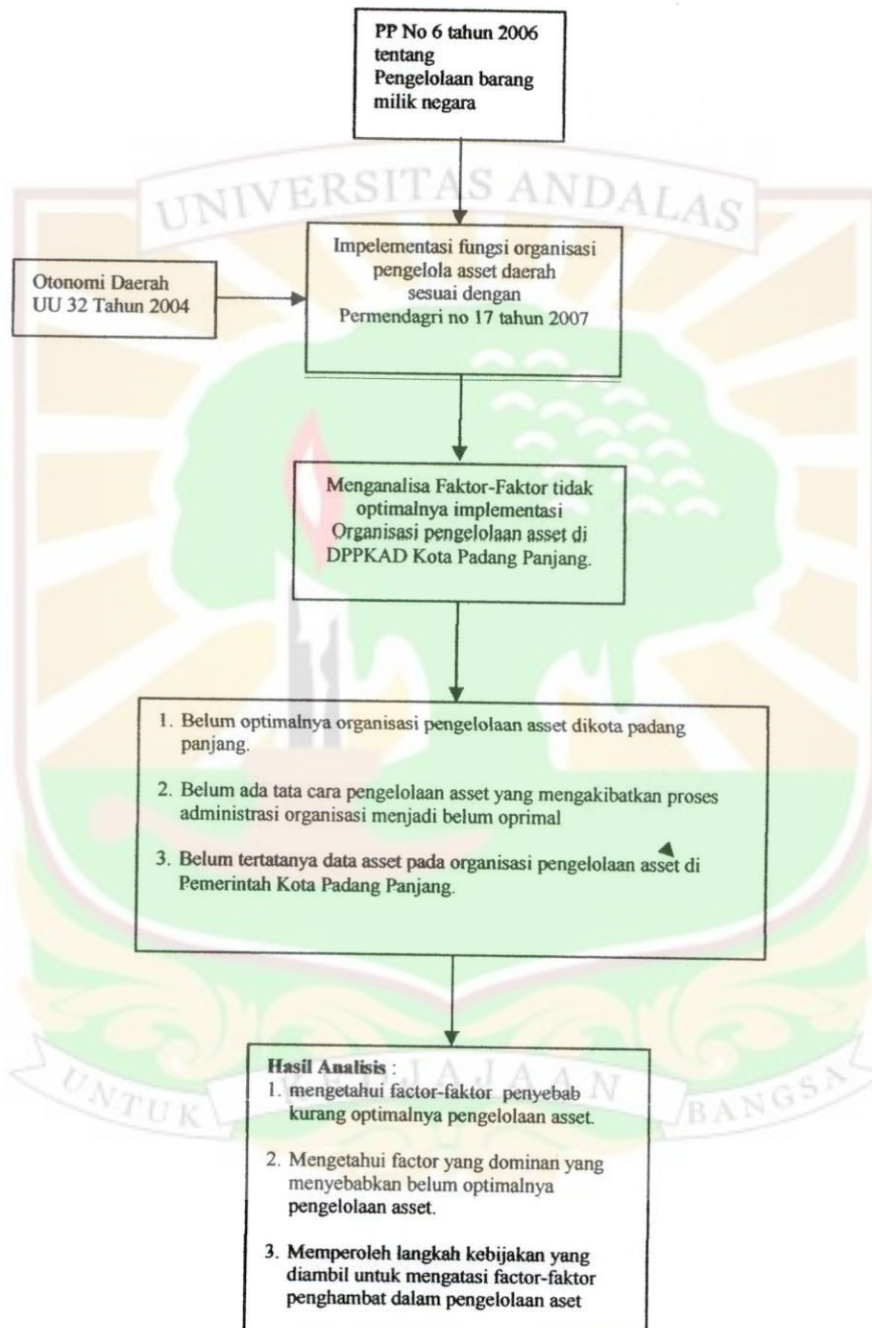 PP No 6 tahun 2006
tentang
Pengelolaan barang
milik negara
UNIVERSITAS ANDALAS
Impelementasi fungsi organisasi
pengelola asset daerah
sesuai dengan
Permendagri no 17 tahun 2007
Otonomi Daerah
UU 32 Tahun 2004
Menganalisa Faktor-Faktor tidak
optimalnya implementasi
Organisasi pengelolaan asset di
DPPKAD Kota Padang Panjang.
1. Belum optimalnya organisasi pengelolaan asset dikota padang
panjang.
2. Belum ada tata cara pengelolaan asset yang mengakibatkan proses
administrasi organisasi menjadi belum oprimal
3. Belum tertatanya data asset pada organisasi pengelolaan asset di
Pemerintah Kota Padang Panjang.
Hasil Analisis :
1. mengetahui factor-faktor penyebab
kurang optimalnya pengelolaan asset.
2. Mengetahui factor yang dominan yang
menyebabkan belum optimalnya
pengelolaan asset.
3. Memperoleh langkah kebijakan yang
diambil untuk mengatasi factor-faktor
penghambat dalam pengelolaan aset
UNTUK KEDJAJAAN BANGSA